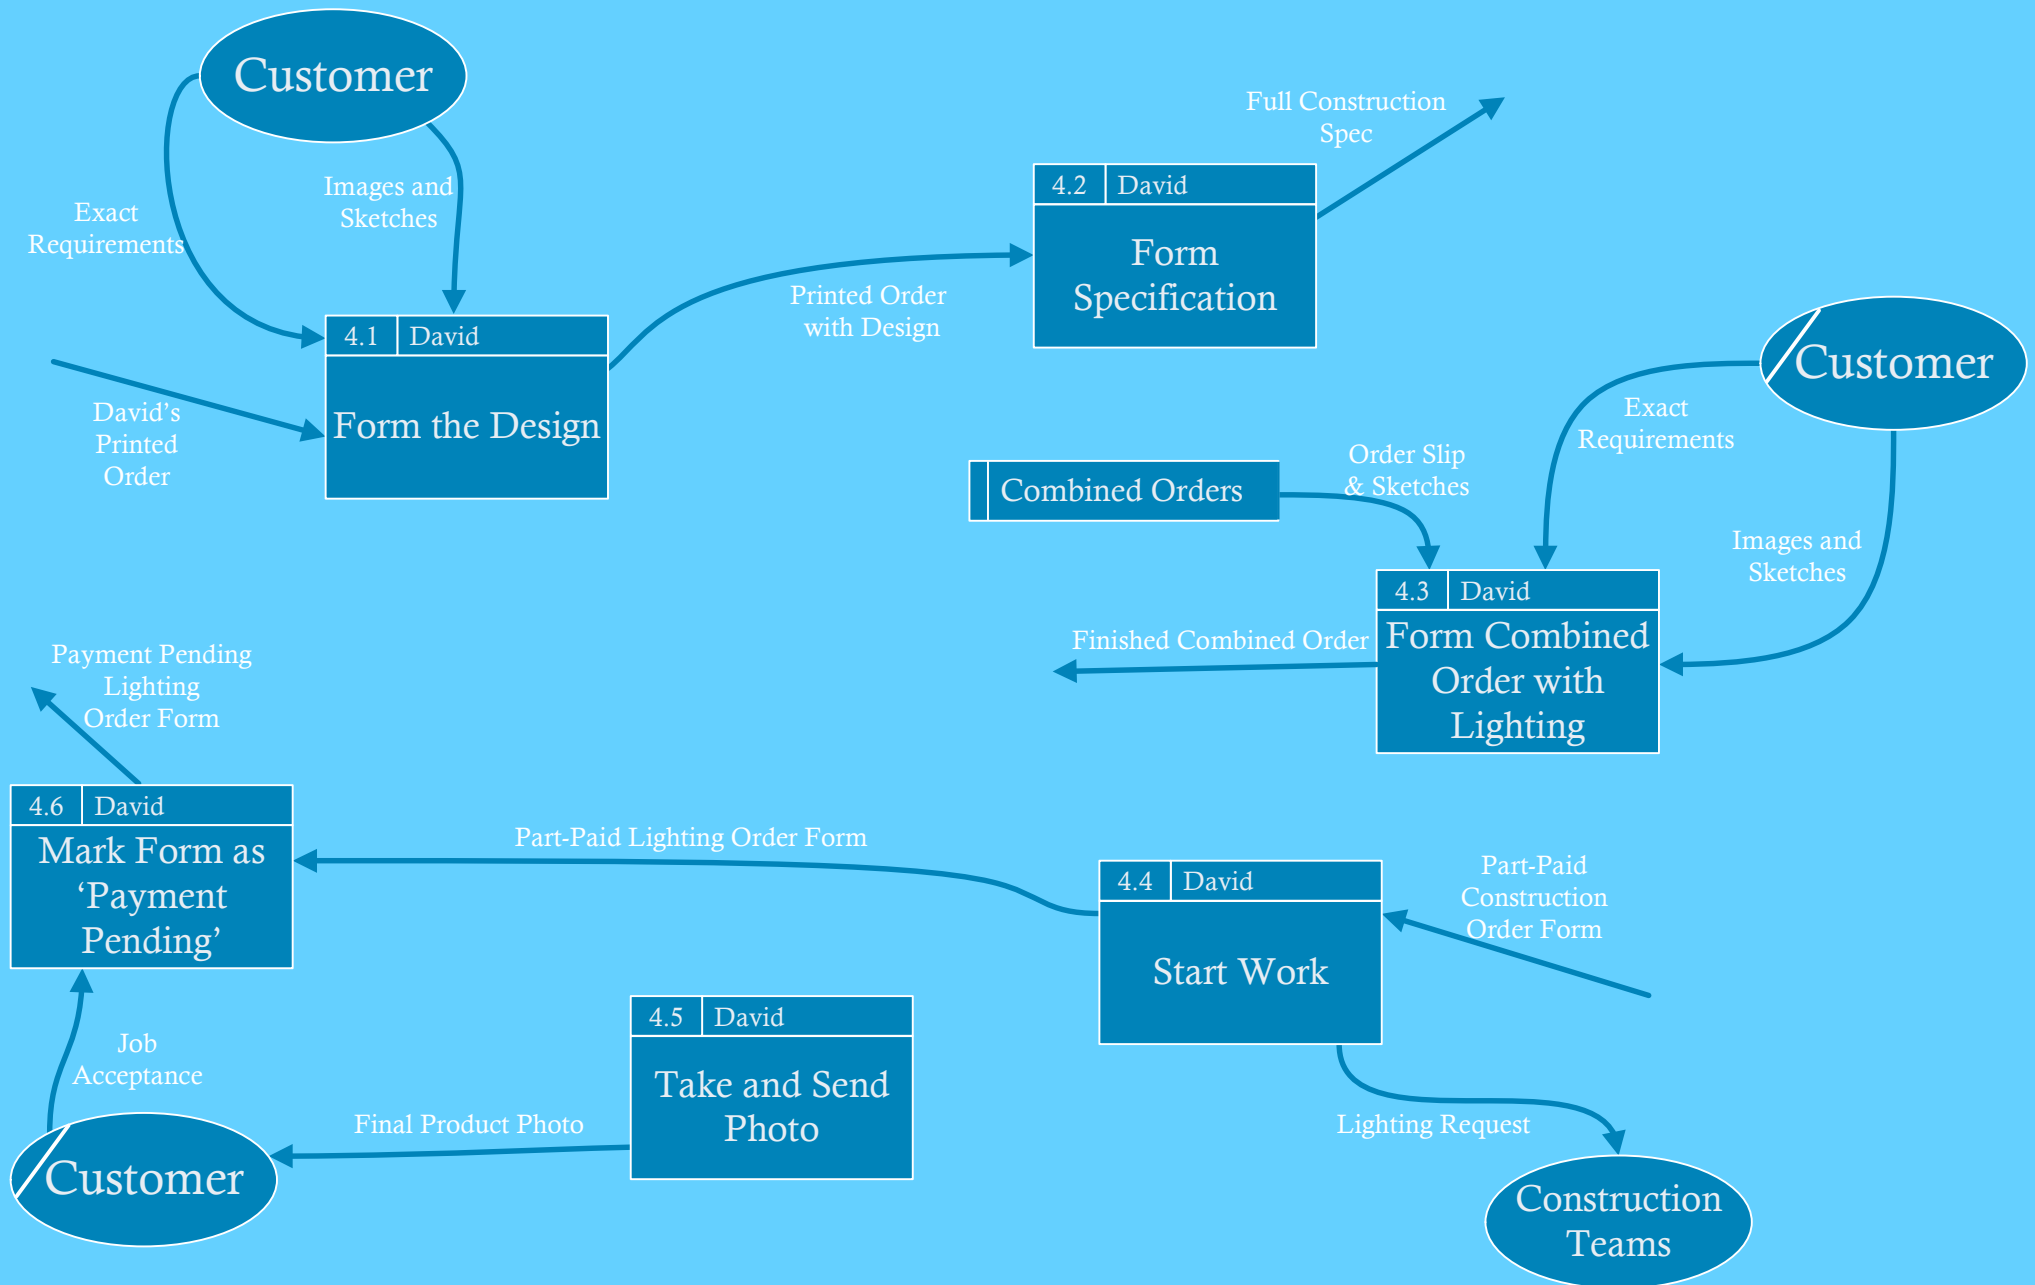 Customer
Images and
Sketches
Exact
Requirements
4.1 David
Form the Design
David’s
Printed
Order
Printed Order
with Design
Full Construction
Spec
4.2 David
Form
Specification
Customer
Exact
Requirements
Images and
Sketches
Order Slip
& Sketches
Combined Orders
4.3 David
Form Combined
Order with
Lighting
Finished Combined Order
Payment Pending
Lighting
Order Form
4.6 David
Mark Form as
‘Payment
Pending’
Part-Paid Lighting Order Form
4.4 David
Start Work
Part-Paid
Construction
Order Form
4.5 David
Take and Send
Photo
Job
Acceptance
Final Product Photo
Customer
Lighting Request
Construction
Teams